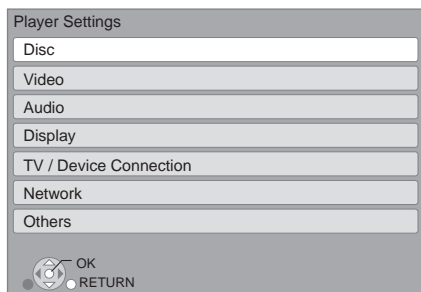 Player Settings
Disc
Video
Audio
Display
TV / Device Connection
Network
Others
OK
RETURN